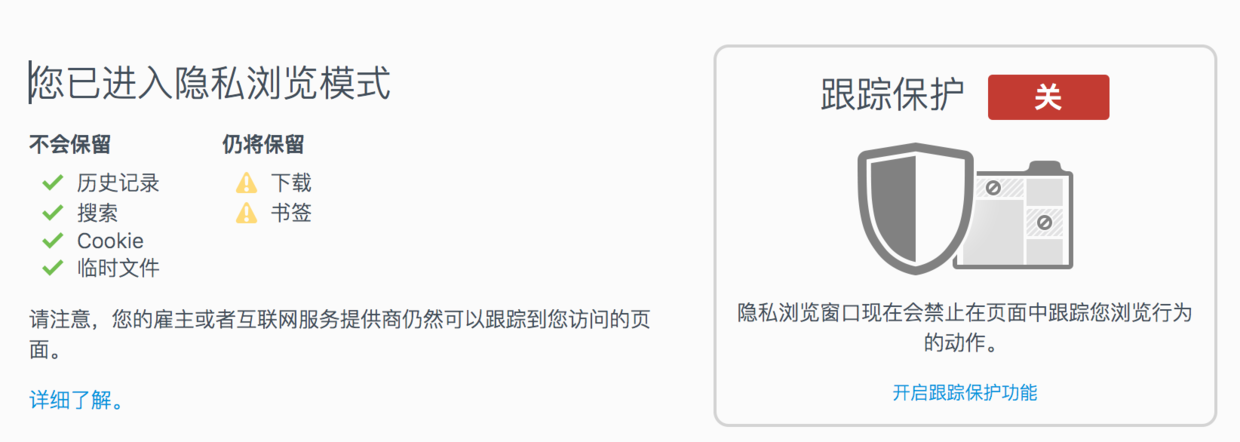 您已进入隐私浏览模式
不会保留
历史记录
搜索
Cookie
临时文件
仍将保留
下载
书签
请注意，您的雇主或者互联网服务提供商仍然可以跟踪到您访问的页
面。
详细了解。
跟踪保护 关
隐私浏览窗口现在会禁止在页面中跟踪您浏览行为
的动作。
开启跟踪保护功能